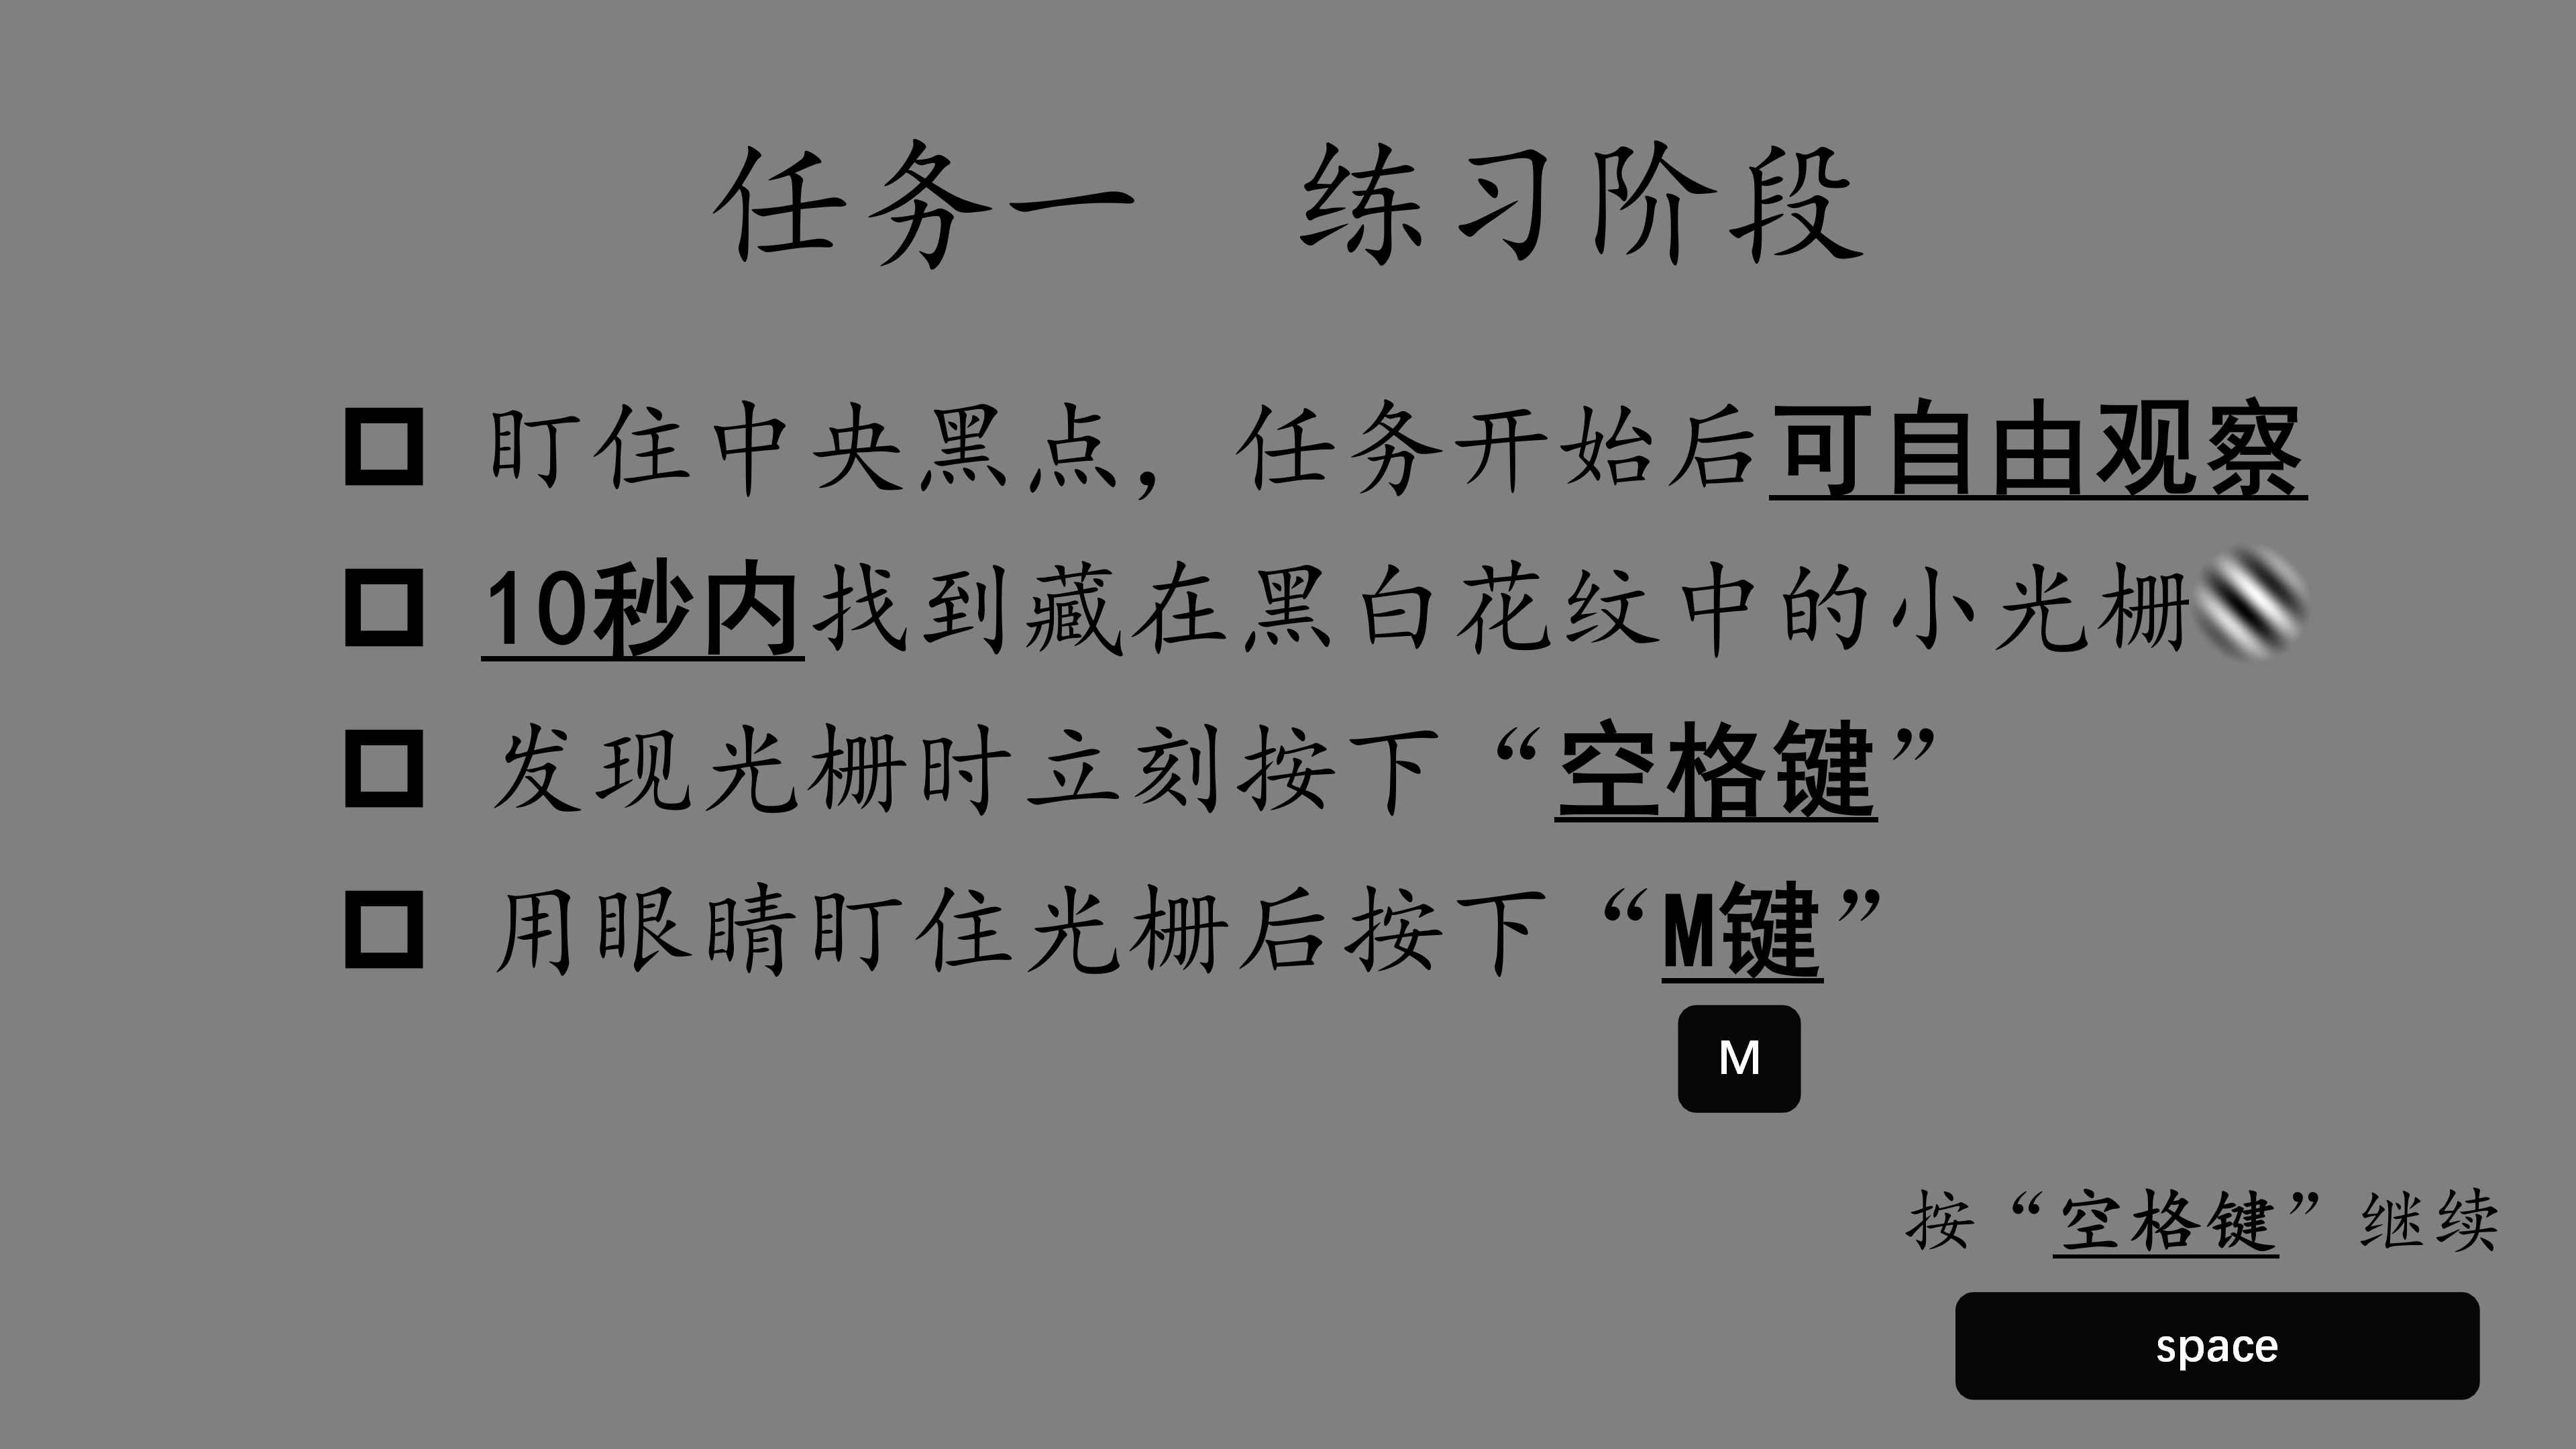 任务一 练习阶段
盯住中央黑点，任务开始后可自由观察
10秒内找到藏在黑白花纹中的小光栅
发现光栅时立刻按下“空格键”
用眼睛盯住光栅后按下“M键”
M
按“空格键”继续
space